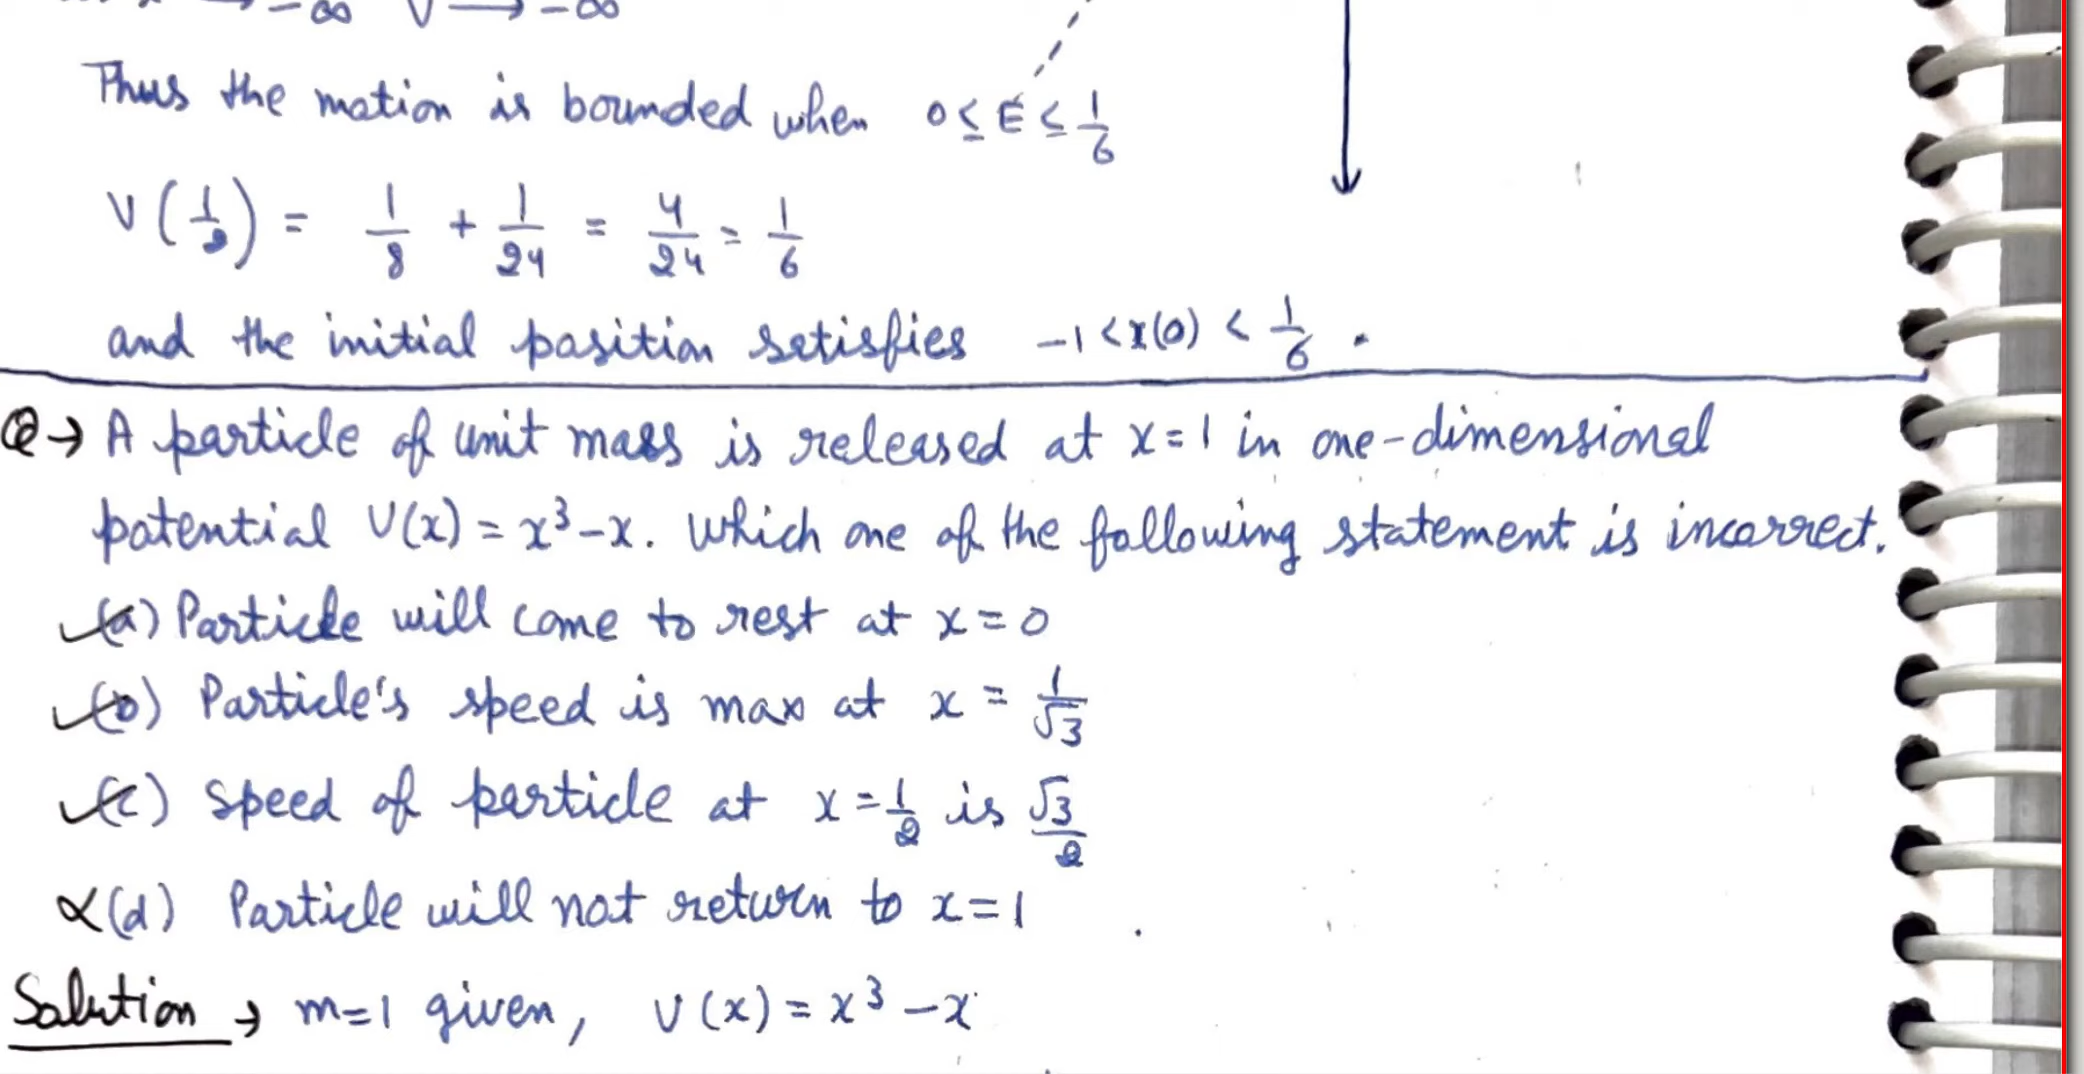 → -∞ V → -∞
Thus the motion is bounded when 0 ≤ E ≤ 1/6
V(1/2) = 1/8 + 1/24 = 4/24 = 1/6
and the initial position satisfies -1 < x(0) < 1/6 .
Q → A particle of unit mass is released at x=1 in one-dimensional
potential V(x) = x³-x. Which one of the following statement is incorrect.
(a) Particle will come to rest at x=0
(b) Particle's speed is max at x = 1/√3
(c) speed of particle at x=1/2 is √3/2
(d) Particle will not return to x=1
Solution → m=1 given, V(x) = x³-x